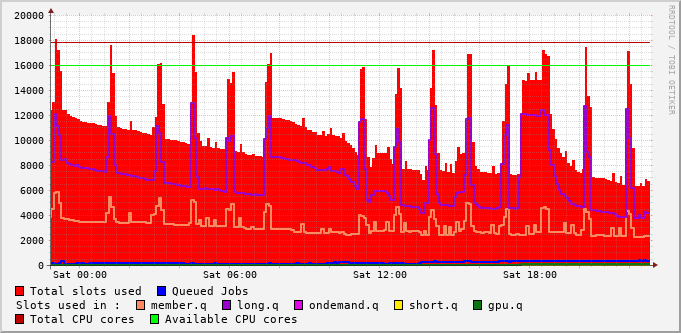 20000
18000
16000
14000
12000
10000
8000
6000
4000
2000
0
Sat 00:00 Sat 06:00 Sat 12:00 Sat 18:00
RRDTOOL / TOBI OETIKER
Total slots used Queued Jobs
Slots used in : member.q long.q ondemand.q short.q gpu.q
Total CPU cores Available CPU cores